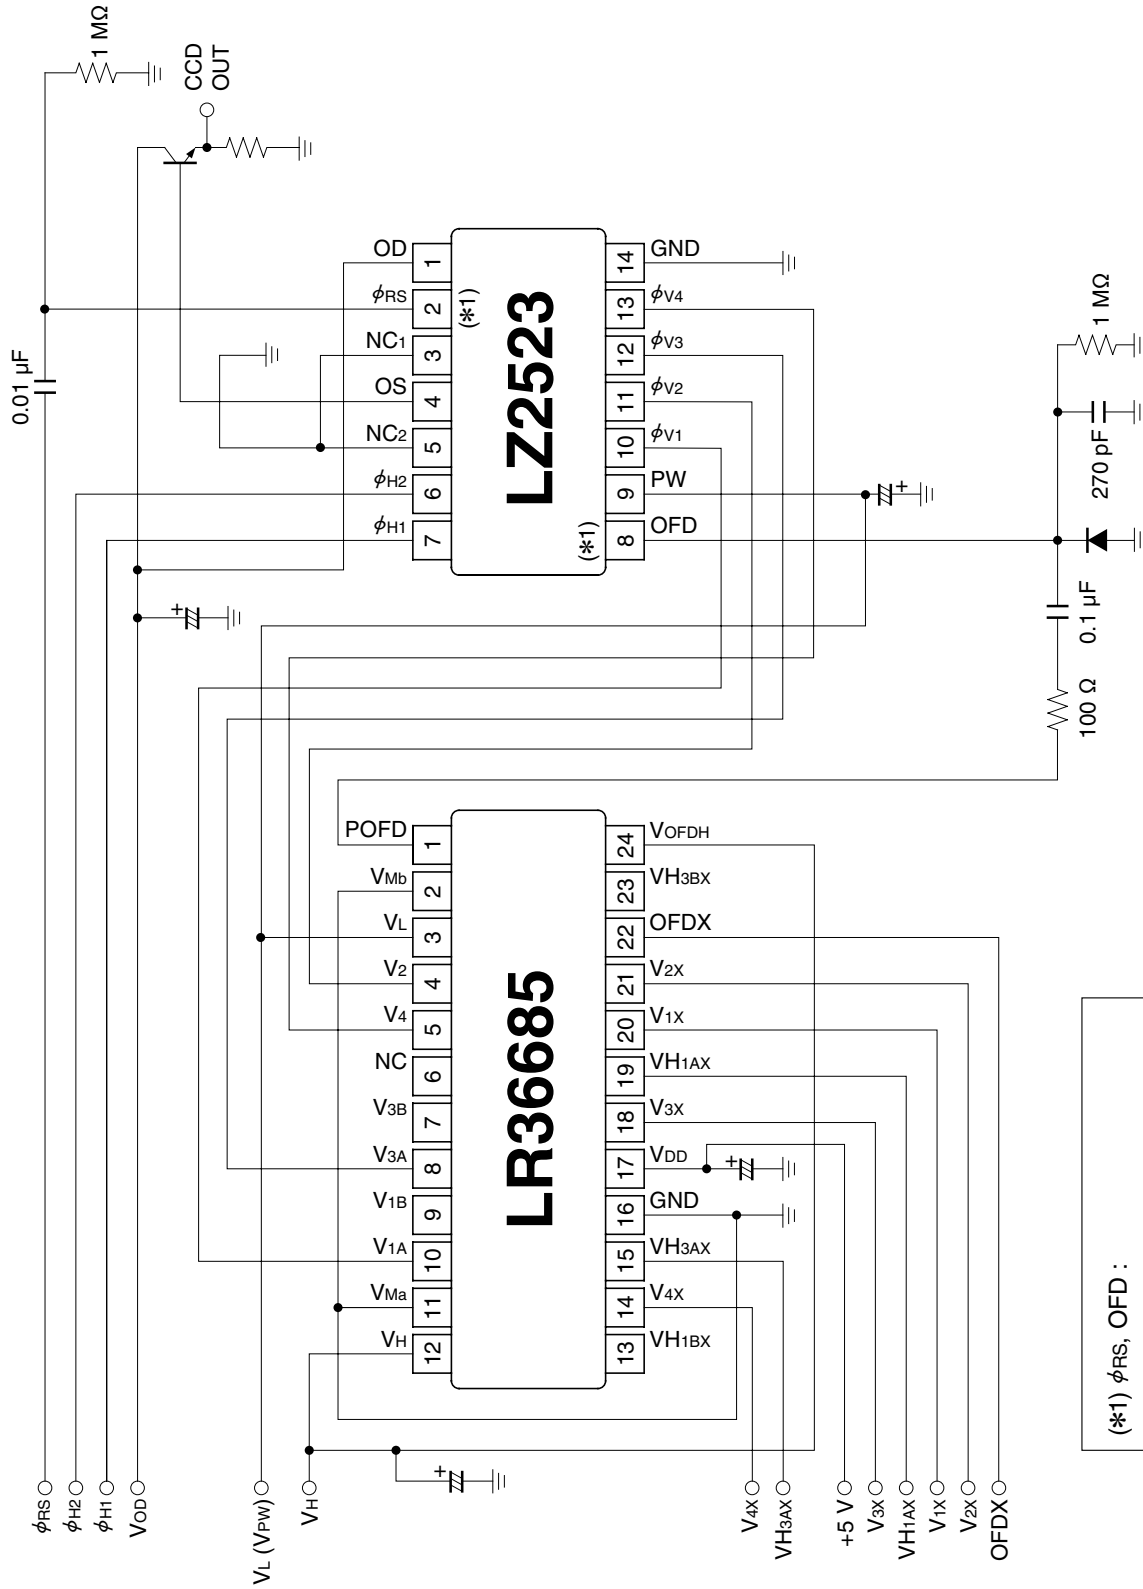 1 MΩ
CCD
OUT
0.01 µF
OD
ϕRS
NC1
OS
NC2
ϕH2
ϕH1
1
2
3
4
5
6
7
(*1)
LZ2523
(*1)
14
13
12
11
10
9
8
GND
ϕV4
ϕV3
ϕV2
ϕV1
PW
OFD
1 MΩ
270 pF
0.1 µF
100 Ω
POFD
VMb
VL
V2
V4
NC
V3B
V3A
V1B
V1A
VMa
VH
1
2
3
4
5
6
7
8
9
10
11
12
LR36685
24
23
22
21
20
19
18
17
16
15
14
13
VOFDH
VH3BX
OFDX
V2X
V1X
VH1AX
V3X
VDD
GND
VH3AX
V4X
VH1BX
+
+
+
+
ϕRS
ϕH2
ϕH1
VOD
VL (VPW)
VH
V4X
VH3AX
+5 V
V3X
VH1AX
V1X
V2X
OFDX
(*1) ϕRS, OFD :